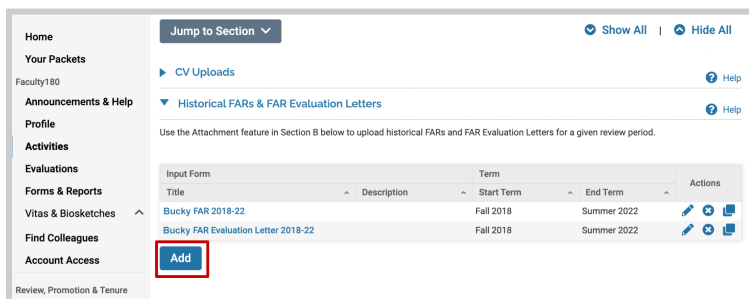 Home
Your Packets
Faculty180
Announcements & Help
Profile
Activities
Evaluations
Forms & Reports
Vitas & Biosketches
Find Colleagues
Account Access
Review, Promotion & Tenure
Jump to Section
Show All | Hide All
CV Uploads
Help
Historical FARs & FAR Evaluation Letters
Help
Use the Attachment feature in Section B below to upload historical FARs and FAR Evaluation Letters for a given review period.
Input Form Term Actions
Title Description Start Term End Term
Bucky FAR 2018-22 Fall 2018 Summer 2022
Bucky FAR Evaluation Letter 2018-22 Fall 2018 Summer 2022
Add